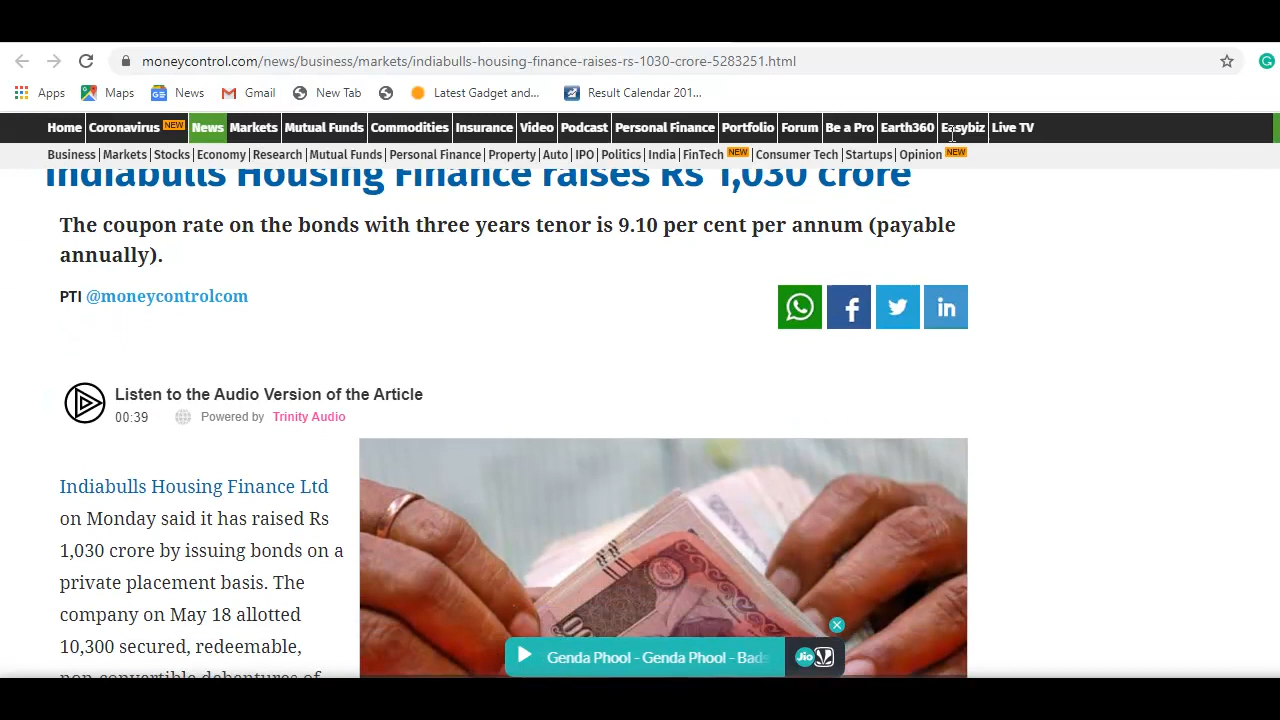 moneycontrol.com/news/business/markets/indiabulls-housing-finance-raises-rs-1030-crore-5283251.html
Apps Maps News Gmail New Tab Latest Gadget and... Result Calendar 201...
Home Coronavirus NEW News Markets Mutual Funds Commodities Insurance Video Podcast Personal Finance Portfolio Forum Be a Pro Earth360 Easybiz Live TV
Business Markets Stocks Economy Research Mutual Funds Personal Finance Property Auto IPO Politics India FinTech NEW Consumer Tech Startups Opinion NEW
Indiabulls Housing Finance raises Rs 1,030 crore
The coupon rate on the bonds with three years tenor is 9.10 per cent per annum (payable
annually).
PTI @moneycontrolcom
Listen to the Audio Version of the Article
00:39 Powered by Trinity Audio
Indiabulls Housing Finance Ltd
on Monday said it has raised Rs
1,030 crore by issuing bonds on a
private placement basis. The
company on May 18 allotted
10,300 secured, redeemable,
non-convertible debentures of
Genda Phool - Genda Phool - Bads
Jio